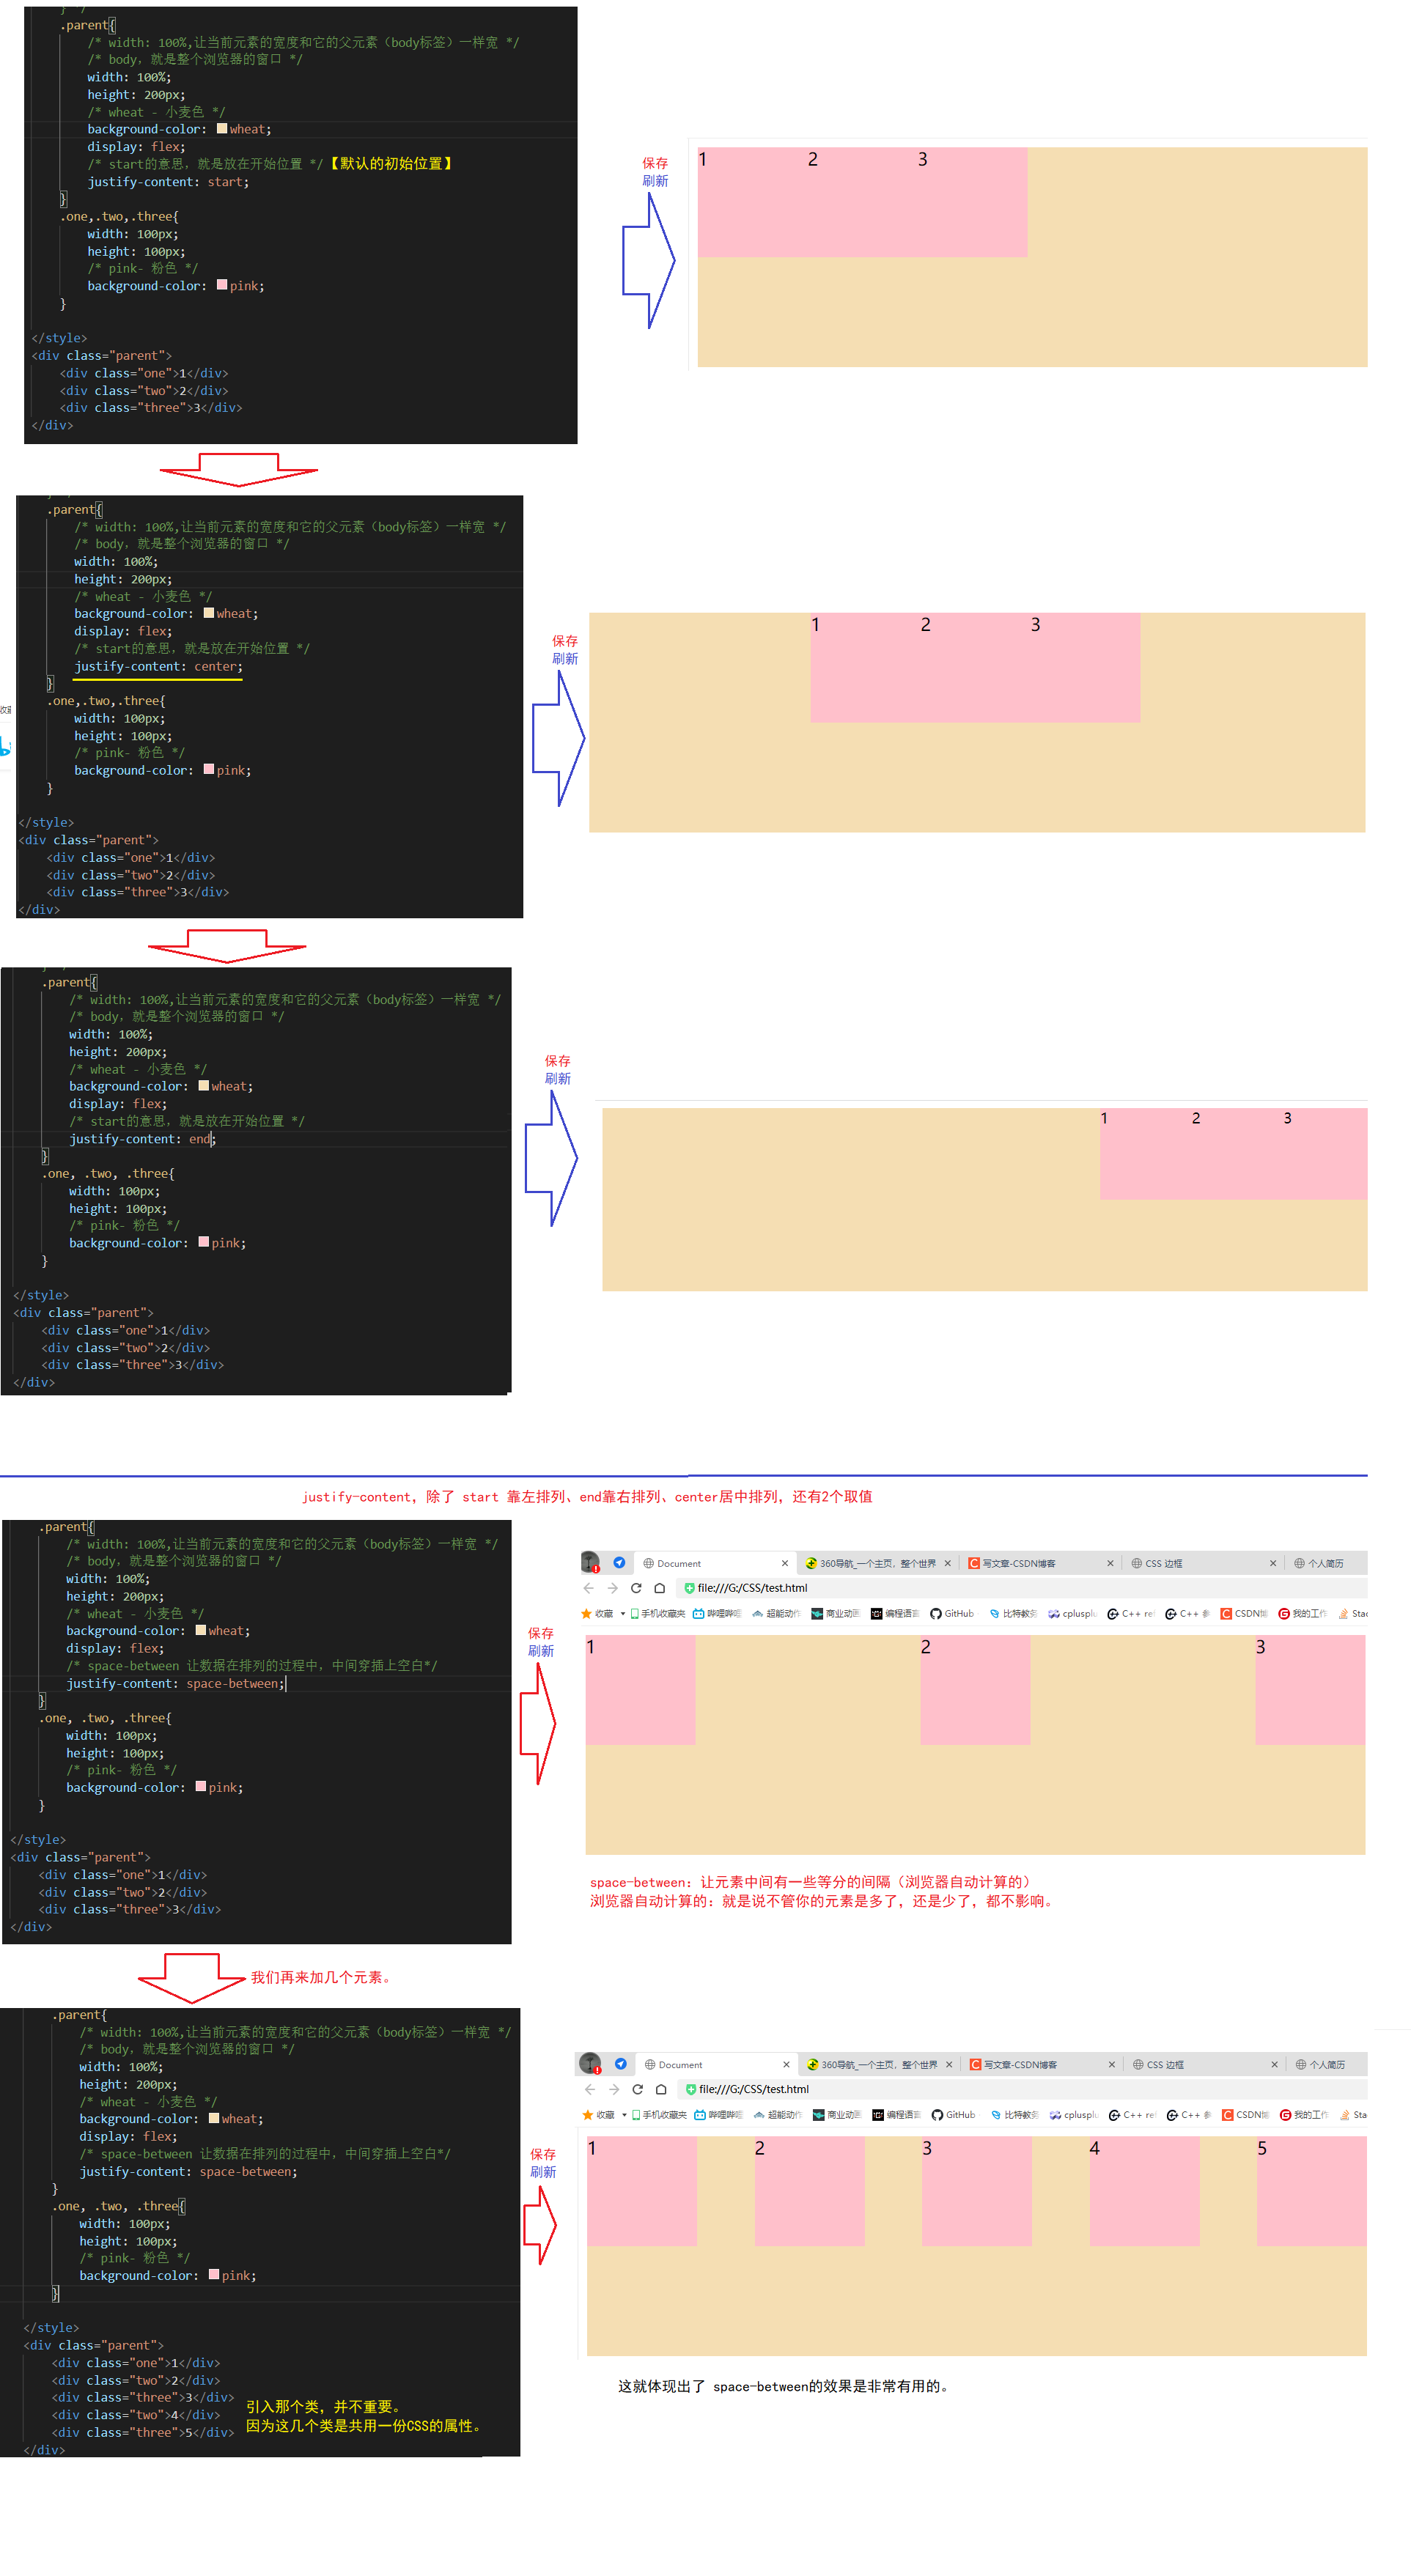 .parent{
/* width: 100%,让当前元素的宽度和它的父元素（body标签）一样宽 */
/* body, 就是整个浏览器的窗口 */
width: 100%;
height: 200px;
/* wheat - 小麦色 */
background-color: wheat;
display: flex;
/* start的意思，就是放在开始位置 */【默认的初始位置】
justify-content: start;
}
.one,.two,.three{
width: 100px;
height: 100px;
/* pink- 粉色 */
background-color: pink;
}
</style>
<div class="parent">
<div class="one">1</div>
<div class="two">2</div>
<div class="three">3</div>
</div>
保存
刷新
1 2 3
.parent{
/* width: 100%,让当前元素的宽度和它的父元素（body标签）一样宽 */
/* body, 就是整个浏览器的窗口 */
width: 100%;
height: 200px;
/* wheat - 小麦色 */
background-color: wheat;
display: flex;
/* start的意思，就是放在开始位置 */
justify-content: center;
}
.one,.two,.three{
width: 100px;
height: 100px;
/* pink- 粉色 */
background-color: pink;
}
</style>
<div class="parent">
<div class="one">1</div>
<div class="two">2</div>
<div class="three">3</div>
</div>
保存
刷新
1 2 3
.parent{
/* width: 100%,让当前元素的宽度和它的父元素（body标签）一样宽 */
/* body, 就是整个浏览器的窗口 */
width: 100%;
height: 200px;
/* wheat - 小麦色 */
background-color: wheat;
display: flex;
/* start的意思，就是放在开始位置 */
justify-content: end;
}
.one, .two, .three{
width: 100px;
height: 100px;
/* pink- 粉色 */
background-color: pink;
}
</style>
<div class="parent">
<div class="one">1</div>
<div class="two">2</div>
<div class="three">3</div>
</div>
保存
刷新
1 2 3
justify-content, 除了 start 靠左排列、end靠右排列、center居中排列，还有2个取值
.parent{
/* width: 100%,让当前元素的宽度和它的父元素（body标签）一样宽 */
/* body, 就是整个浏览器的窗口 */
width: 100%;
height: 200px;
/* wheat - 小麦色 */
background-color: wheat;
display: flex;
/* space-between 让数据在排列的过程中，中间穿插上空白*/
justify-content: space-between;
}
.one, .two, .three{
width: 100px;
height: 100px;
/* pink- 粉色 */
background-color: pink;
}
</style>
<div class="parent">
<div class="one">1</div>
<div class="two">2</div>
<div class="three">3</div>
</div>
保存
刷新
Document 360导航_一个主页，整个世界 写文章-CSDN博客 CSS 边框 个人简历
file:///G:/CSS/test.html
收藏 手机收藏夹 哔哩哔哩 超能动作 商业动画 编程语言 GitHub 比特教务 cplusplu C++ ref C++ 参 CSDN博 我的工作 Stac
1 2 3
space-between：让元素中间有一些等分的间隔（浏览器自动计算的）
浏览器自动计算的：就是说不管你的元素是多了，还是少了，都不影响。
我们再来加几个元素。
.parent{
/* width: 100%,让当前元素的宽度和它的父元素（body标签）一样宽 */
/* body, 就是整个浏览器的窗口 */
width: 100%;
height: 200px;
/* wheat - 小麦色 */
background-color: wheat;
display: flex;
/* space-between 让数据在排列的过程中，中间穿插上空白*/
justify-content: space-between;
}
.one, .two, .three{
width: 100px;
height: 100px;
/* pink- 粉色 */
background-color: pink;
}
</style>
<div class="parent">
<div class="one">1</div>
<div class="two">2</div>
<div class="three">3</div>
<div class="two">4</div>
<div class="three">5</div>
</div>
引入那个类，并不重要。
因为这几个类是共用一份CSS的属性。
保存
刷新
Document 360导航_一个主页，整个世界 写文章-CSDN博客 CSS 边框 个人简历
file:///G:/CSS/test.html
收藏 手机收藏夹 哔哩哔哩 超能动作 商业动画 编程语言 GitHub 比特教务 cplusplu C++ ref C++ 参 CSDN博 我的工作 Sta
1 2 3 4 5
这就体现出了 space-between的效果是非常有用的。